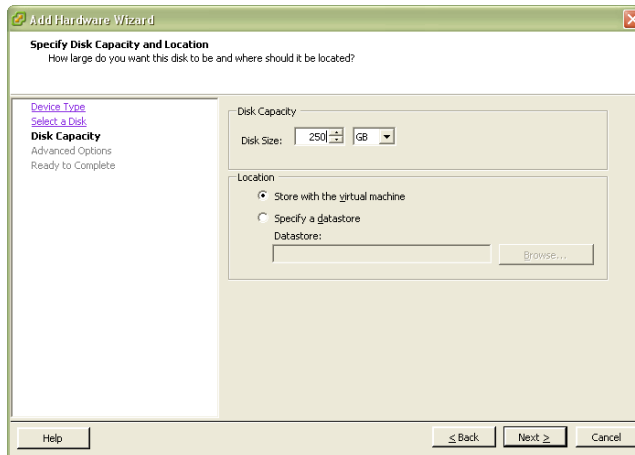 Add Hardware Wizard
Specify Disk Capacity and Location
How large do you want this disk to be and where should it be located?
Device Type
Select a Disk
Disk Capacity
Advanced Options
Ready to Complete
Disk Capacity
Disk Size: 250 GB
Location
Store with the virtual machine
Specify a datastore
Datastore:
Browse...
Help
< Back
Next >
Cancel